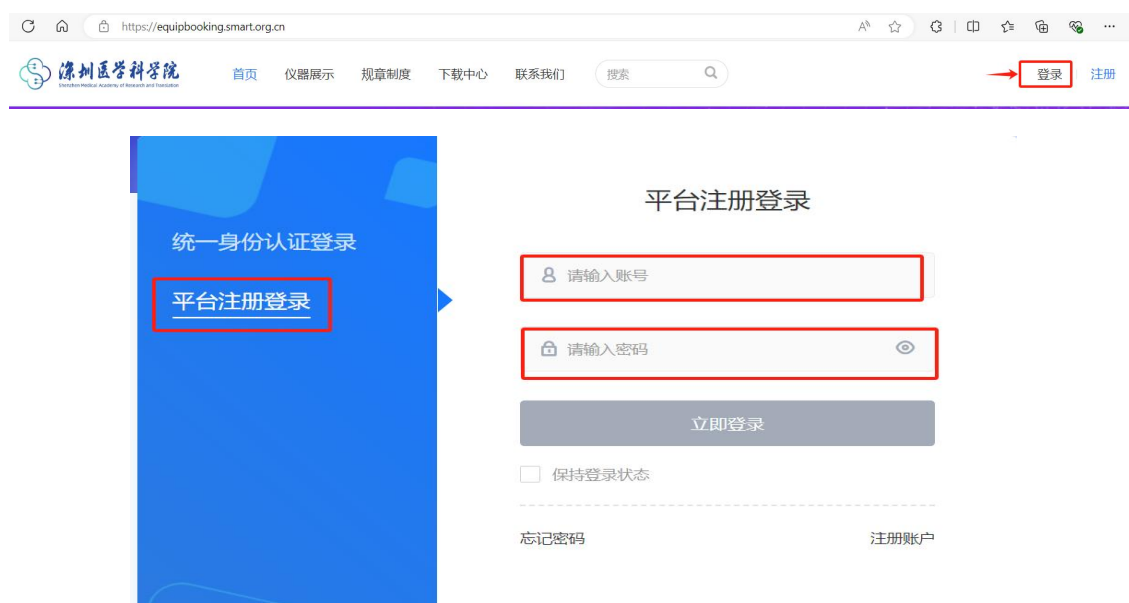 https://equipbooking.smart.org.cn
深圳医学科学院
Shenzhen Medical Academy of Research and Translation
首页 仪器展示 规章制度 下载中心 联系我们 搜索 登录 注册
统一身份认证登录
平台注册登录
平台注册登录
请输入账号
请输入密码
立即登录
保持登录状态
忘记密码 注册账户